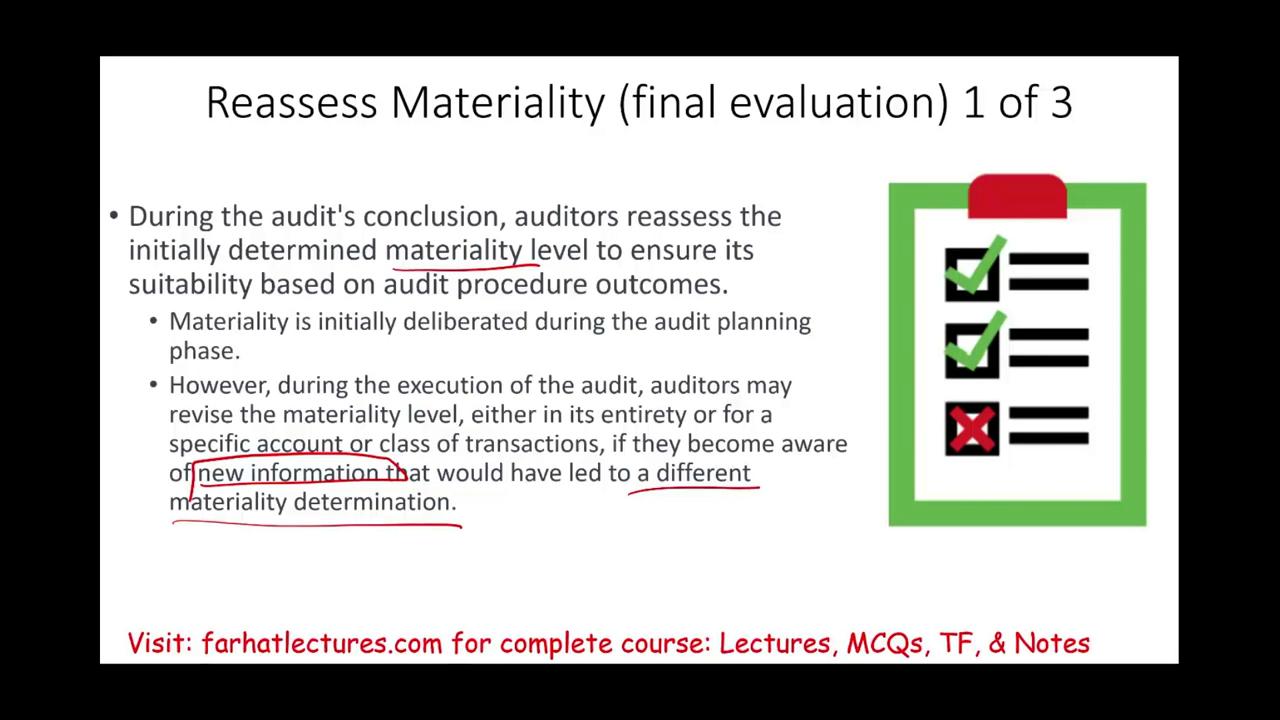 Reassess Materiality (final evaluation) 1 of 3
• During the audit's conclusion, auditors reassess the
initially determined materiality level to ensure its
suitability based on audit procedure outcomes.
• Materiality is initially deliberated during the audit planning
phase.
• However, during the execution of the audit, auditors may
revise the materiality level, either in its entirety or for a
specific account or class of transactions, if they become aware
of new information that would have led to a different
materiality determination.
Visit: farhatlectures.com for complete course: Lectures, MCQs, TF, & Notes